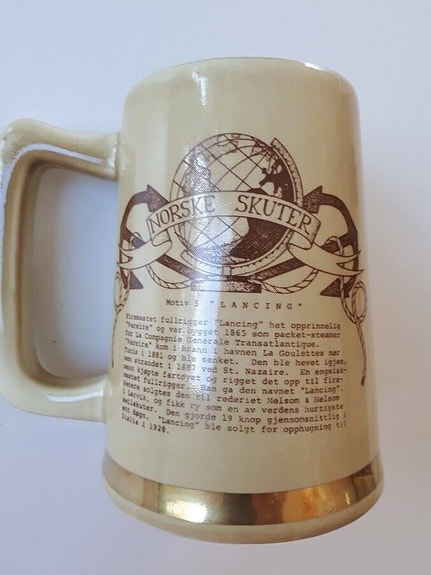 NORSKE SKUTER
Motiv 5 "LANCING"
Firemastet fullrigger "Lancing" het opprinnelig
"Pereire" og var bygget 1865 som packet-steamer
for La Compagnie Generale Transatlantique.
"Pereire" kom i brann i havnen La Goulettes nær
Tunis i 1881 og ble senket. Den ble hevet igjen,
men strandet i 1887 ved St. Nazaire. En engelsk-
mann kjøpte fartøyet og rigget det opp til fire-
mastet fullrigger. Han ga den navnet "Lancing".
Senere solgtes den til rederiet Melsom & Melsom
i Larvik, og fikk ry som en av verdens hurtigste
seilskuter. Den gjorde 19 knop gjennomsnittlig i
ett døgn. "Lancing" ble solgt for opphugning til
Italia i 1928.